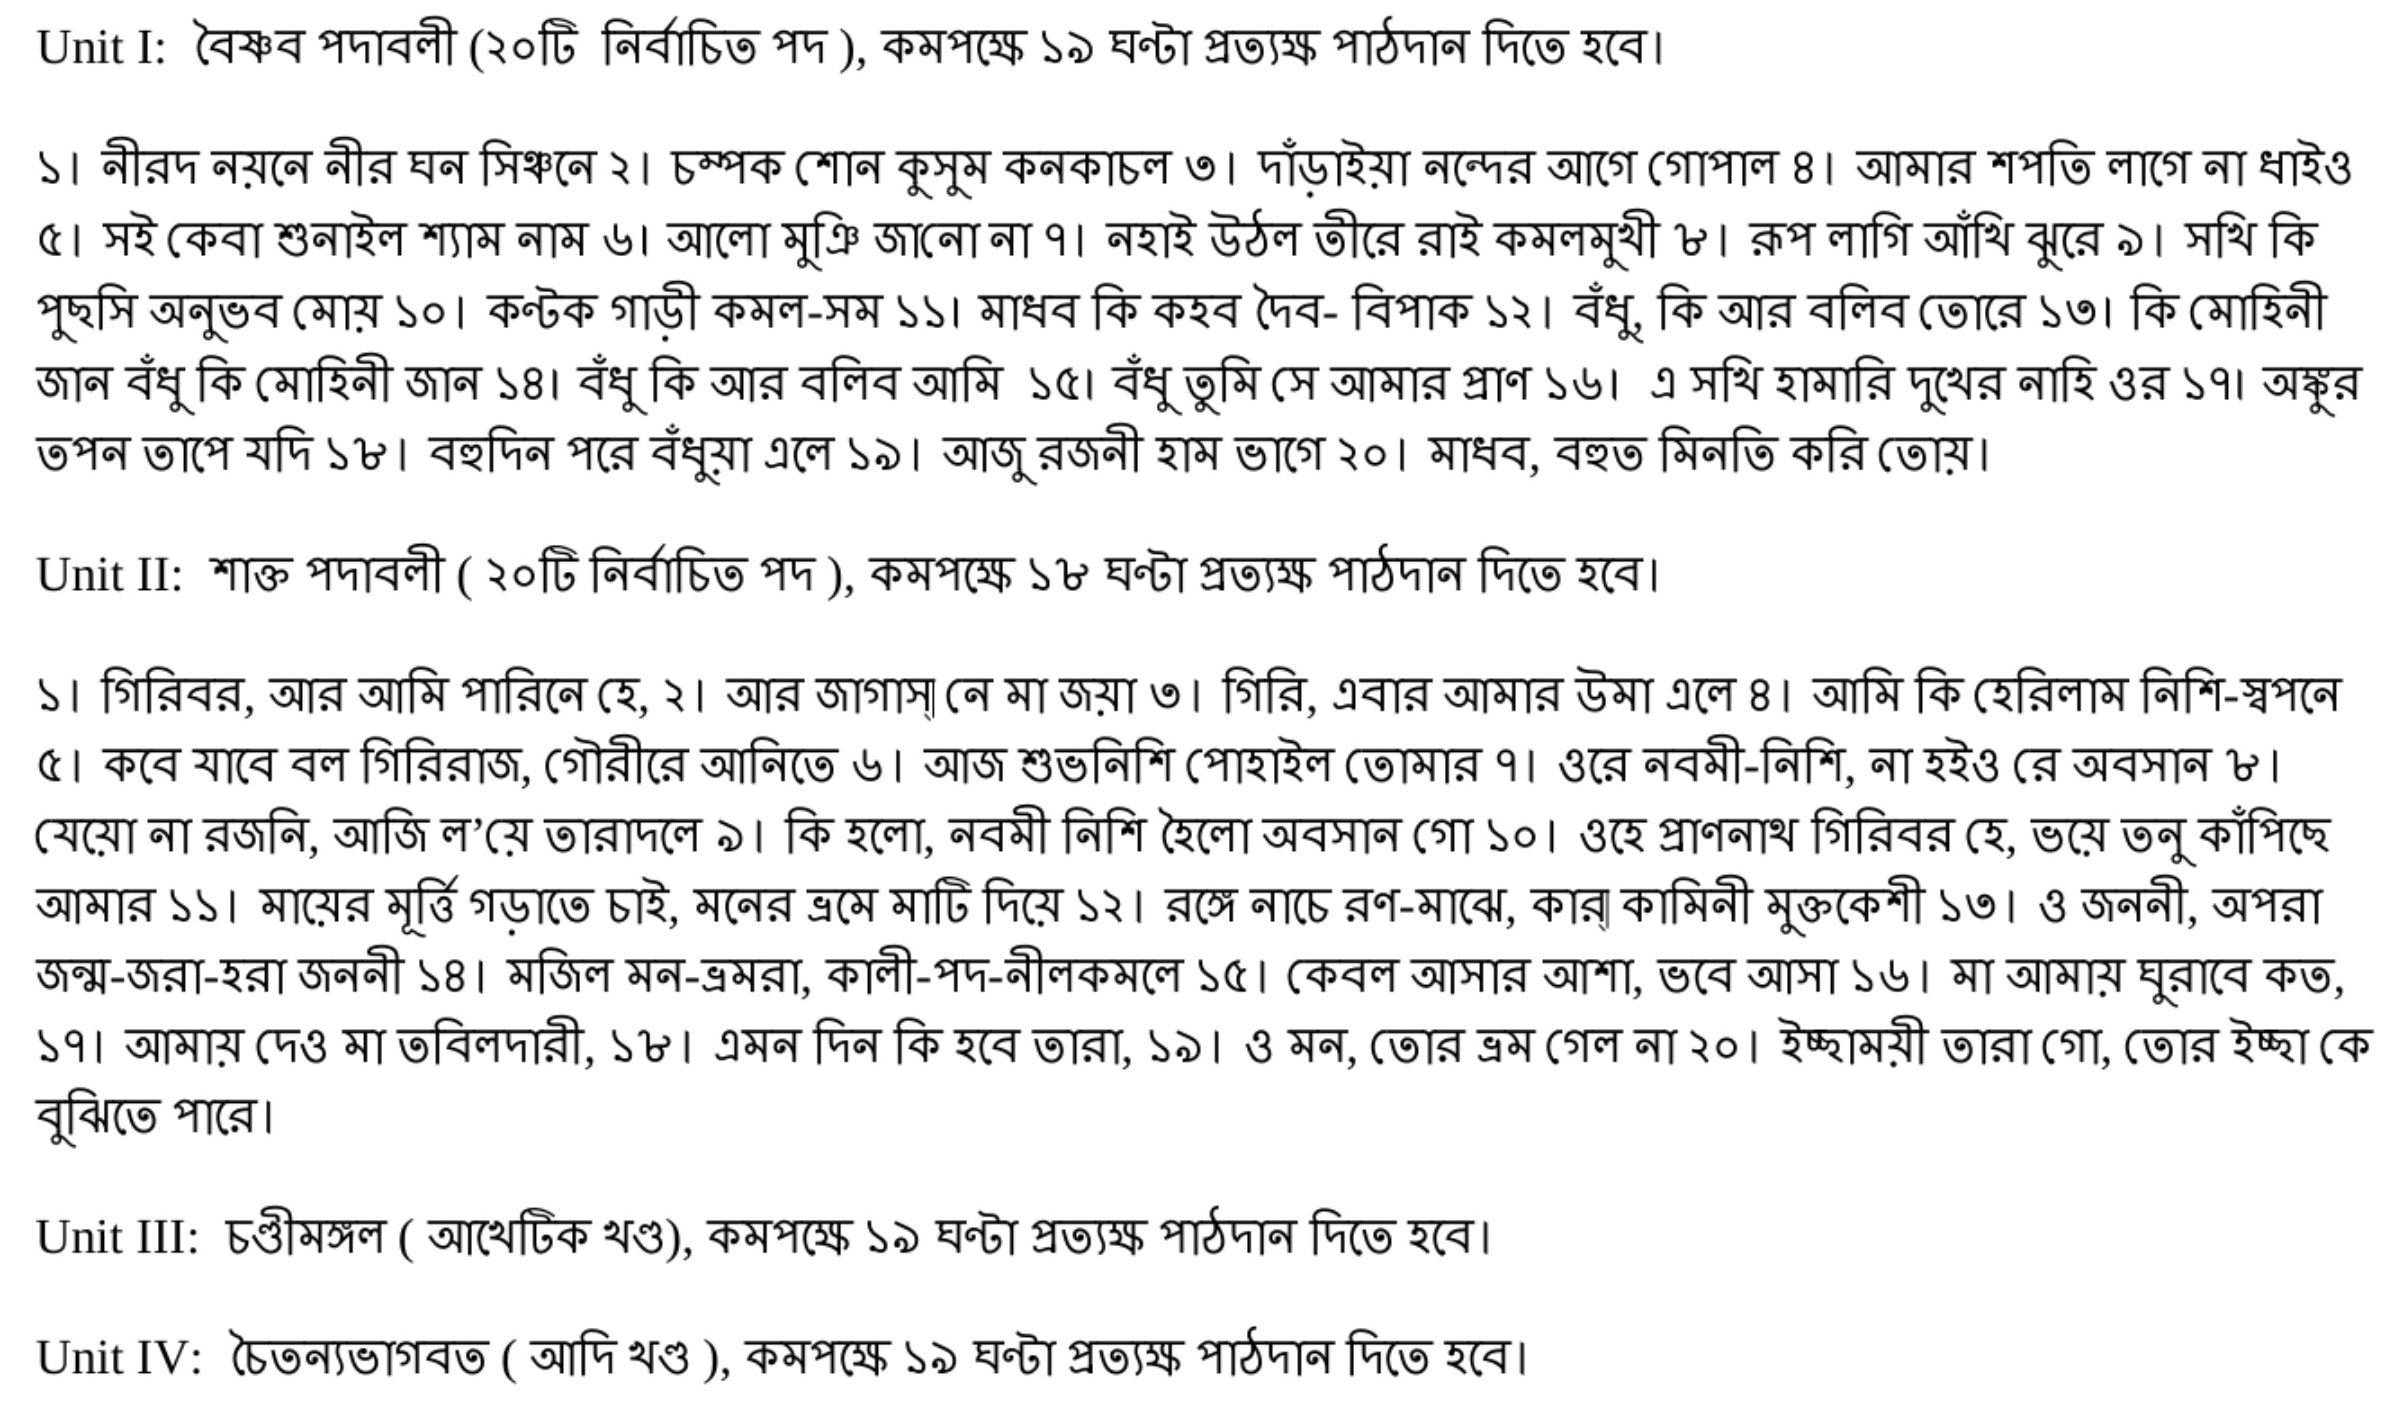 Unit I: বৈষ্ণব পদাবলী (২০টি নির্বাচিত পদ ), কমপক্ষে ১৯ ঘণ্টা প্রত্যক্ষ পাঠদান দিতে হবে।
১। নীরদ নয়নে নীর ঘন সিঞ্চনে ২। চম্পক শোন কুসুম কনকাচল ৩। দাঁড়াইয়া নন্দের আগে গোপাল ৪। আমার শপতি লাগে না ধাইও
৫। সই কেবা শুনাইল শ্যাম নাম ৬। আলো মুঞি জানো না ৭। নহাই উঠল তীরে রাই কমলমুখী ৮। রূপ লাগি আঁখি ঝুরে ৯। সখি কি
পুছসি অনুভব মোয় ১০। কণ্টক গাড়ী কমল-সম ১১। মাধব কি কহব দৈব- বিপাক ১২। বঁধু, কি আর বলিব তোরে ১৩। কি মোহিনী
জান বঁধু কি মোহিনী জান ১৪। বঁধু কি আর বলিব আমি ১৫। বঁধু তুমি সে আমার প্রাণ ১৬। এ সখি হামারি দুখের নাহি ওর ১৭। অঙ্কুর
তপন তাপে যদি ১৮। বহুদিন পরে বঁধুয়া এলে ১৯। আজু রজনী হাম ভাগে ২০। মাধব, বহুত মিনতি করি তোয়।
Unit II: শাক্ত পদাবলী ( ২০টি নির্বাচিত পদ ), কমপক্ষে ১৮ ঘণ্টা প্রত্যক্ষ পাঠদান দিতে হবে।
১। গিরিবর, আর আমি পারিনে হে, ২। আর জাগাস্‌ নে মা জয়া ৩। গিরি, এবার আমার উমা এলে ৪। আমি কি হেরিলাম নিশি-স্বপনে
৫। কবে যাবে বল গিরিরাজ, গৌরীরে আনিতে ৬। আজ শুভনিশি পোহাইল তোমার ৭। ওরে নবমী-নিশি, না হইও রে অবসান ৮।
যেয়ো না রজনি, আজি ল’য়ে তারাদলে ৯। কি হলো, নবমী নিশি হৈলো অবসান গো ১০। ওহে প্রাণনাথ গিরিবর হে, ভয়ে তনু কাঁপিছে
আমার ১১। মায়ের মূর্ত্তি গড়াতে চাই, মনের ভ্রমে মাটি দিয়ে ১২। রঙ্গে নাচে রণ-মাঝে, কার্‌ কামিনী মুক্তকেশী ১৩। ও জননী, অপরা
জন্ম-জরা-হরা জননী ১৪। মজিল মন-ভ্রমরা, কালী-পদ-নীলকমলে ১৫। কেবল আসার আশা, ভবে আসা ১৬। মা আমায় ঘুরাবে কত,
১৭। আমায় দেও মা তবিলদারী, ১৮। এমন দিন কি হবে তারা, ১৯। ও মন, তোর ভ্রম গেল না ২০। ইচ্ছাময়ী তারা গো, তোর ইচ্ছা কে
বুঝিতে পারে।
Unit III: চণ্ডীমঙ্গল ( আখেটিক খণ্ড), কমপক্ষে ১৯ ঘণ্টা প্রত্যক্ষ পাঠদান দিতে হবে।
Unit IV: চৈতন্যভাগবত ( আদি খণ্ড ), কমপক্ষে ১৯ ঘণ্টা প্রত্যক্ষ পাঠদান দিতে হবে।